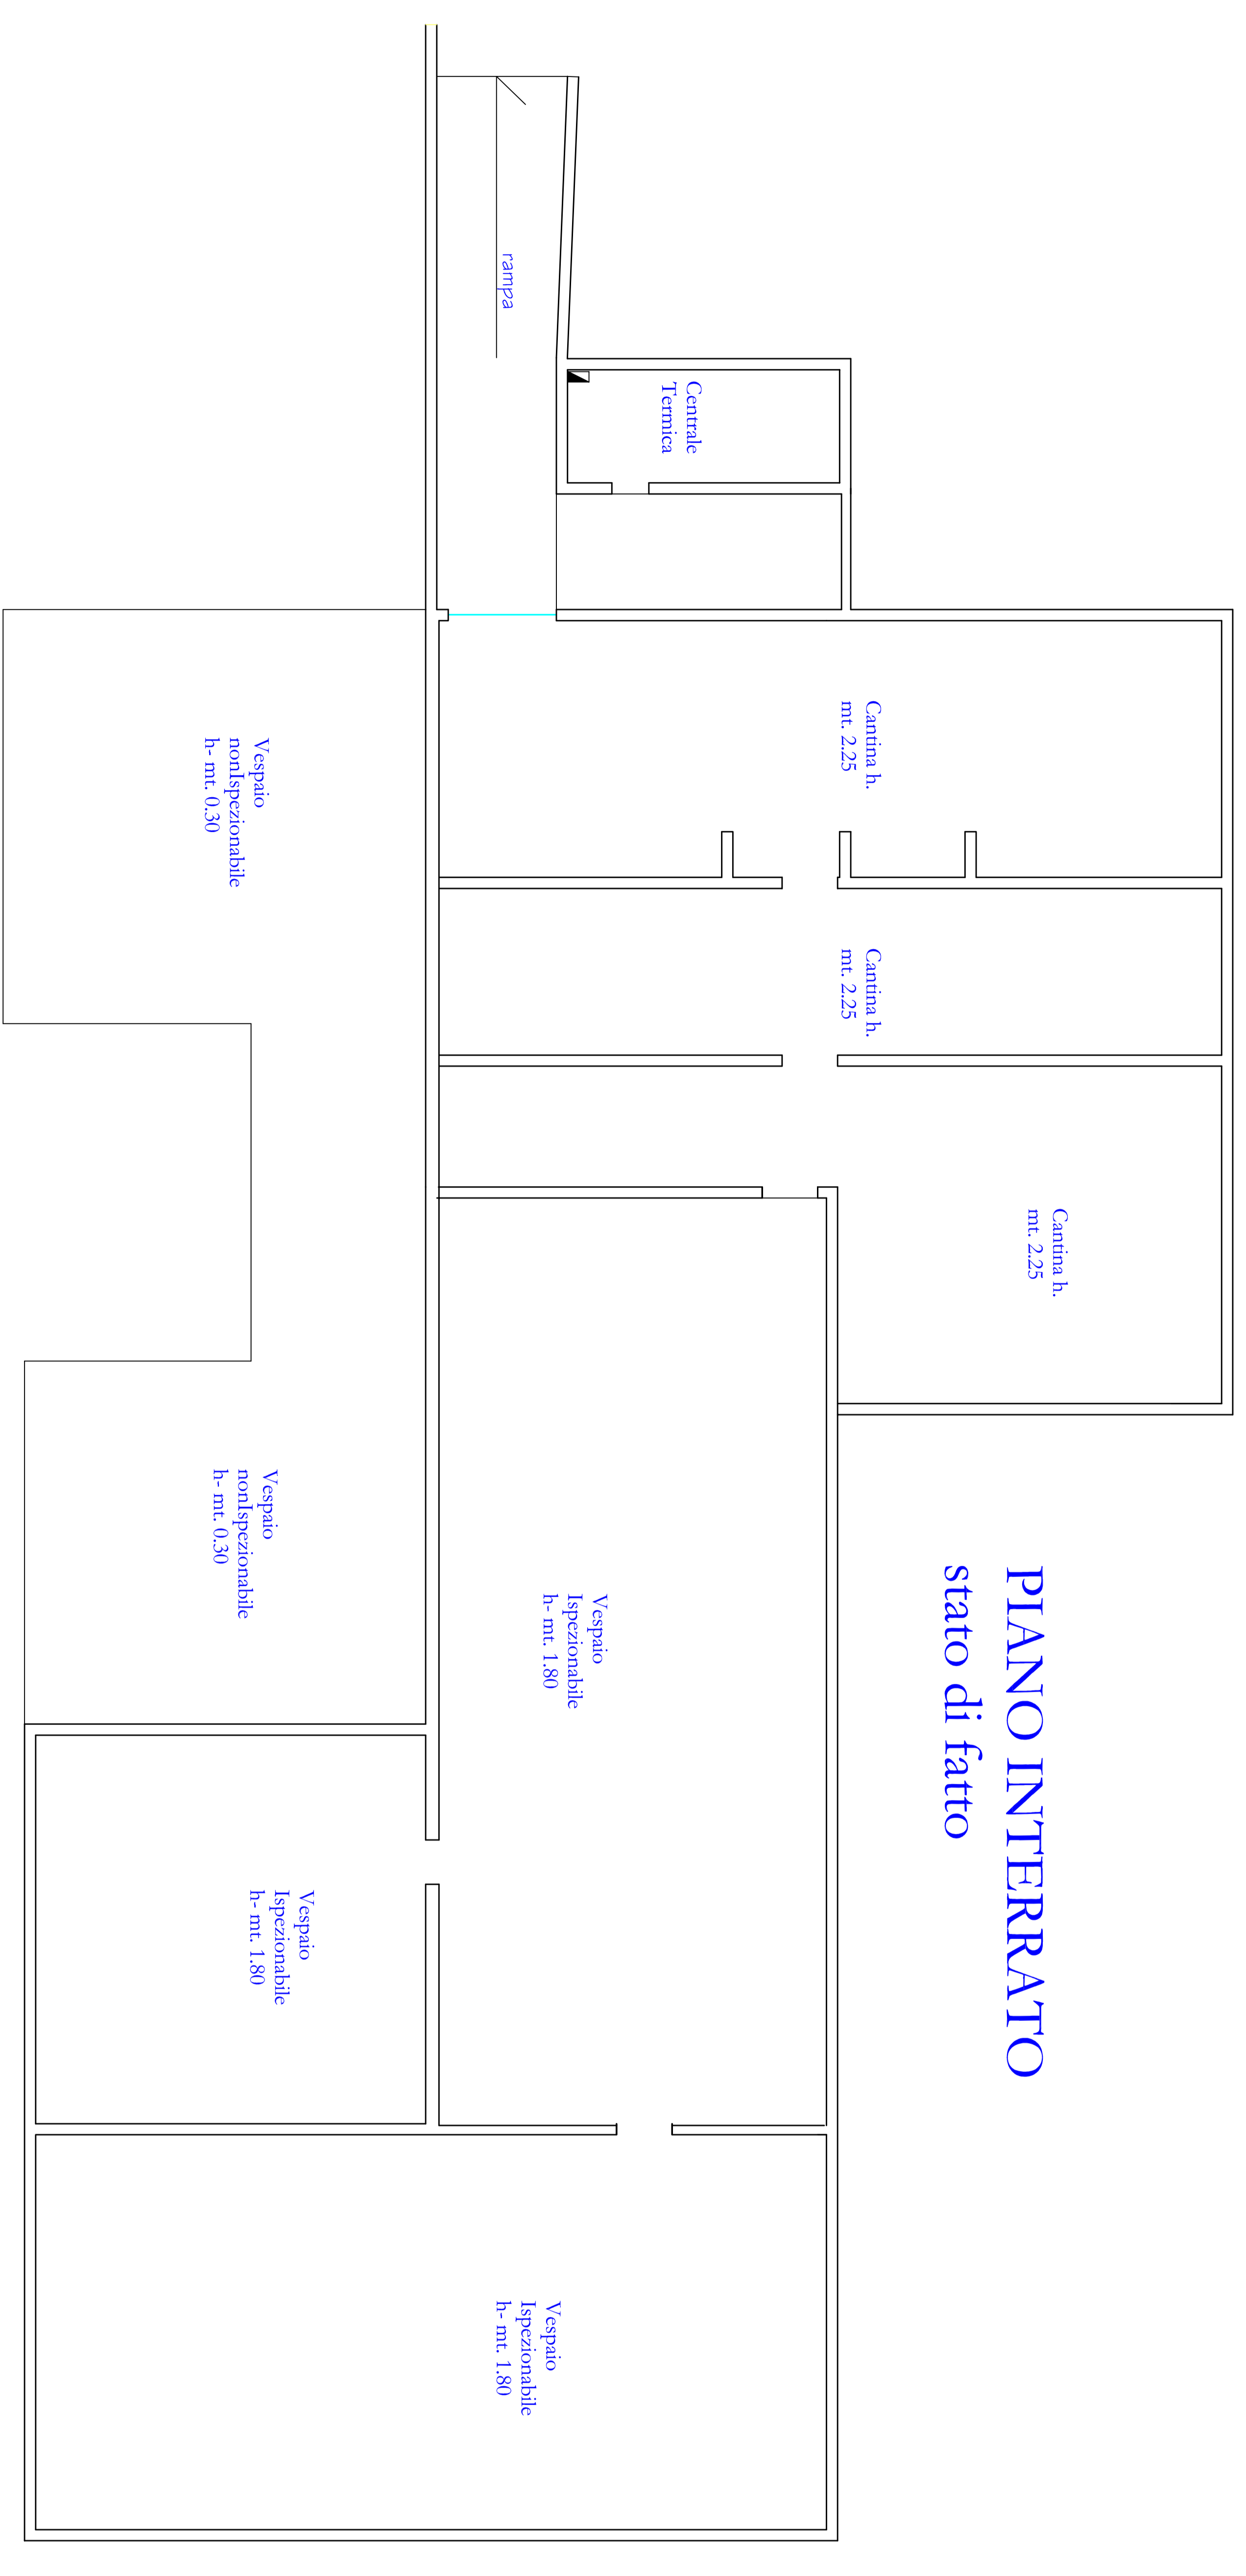 PIANO INTERRATO
stato di fatto
rampa
Centrale
Termica
Cantina h.
mt. 2.25
Cantina h.
mt. 2.25
Cantina h.
mt. 2.25
Vespaio
nonIspezionabile
h- mt. 0.30
Vespaio
nonIspezionabile
h- mt. 0.30
Vespaio
Ispezionabile
h- mt. 1.80
Vespaio
Ispezionabile
h- mt. 1.80
Vespaio
Ispezionabile
h- mt. 1.80